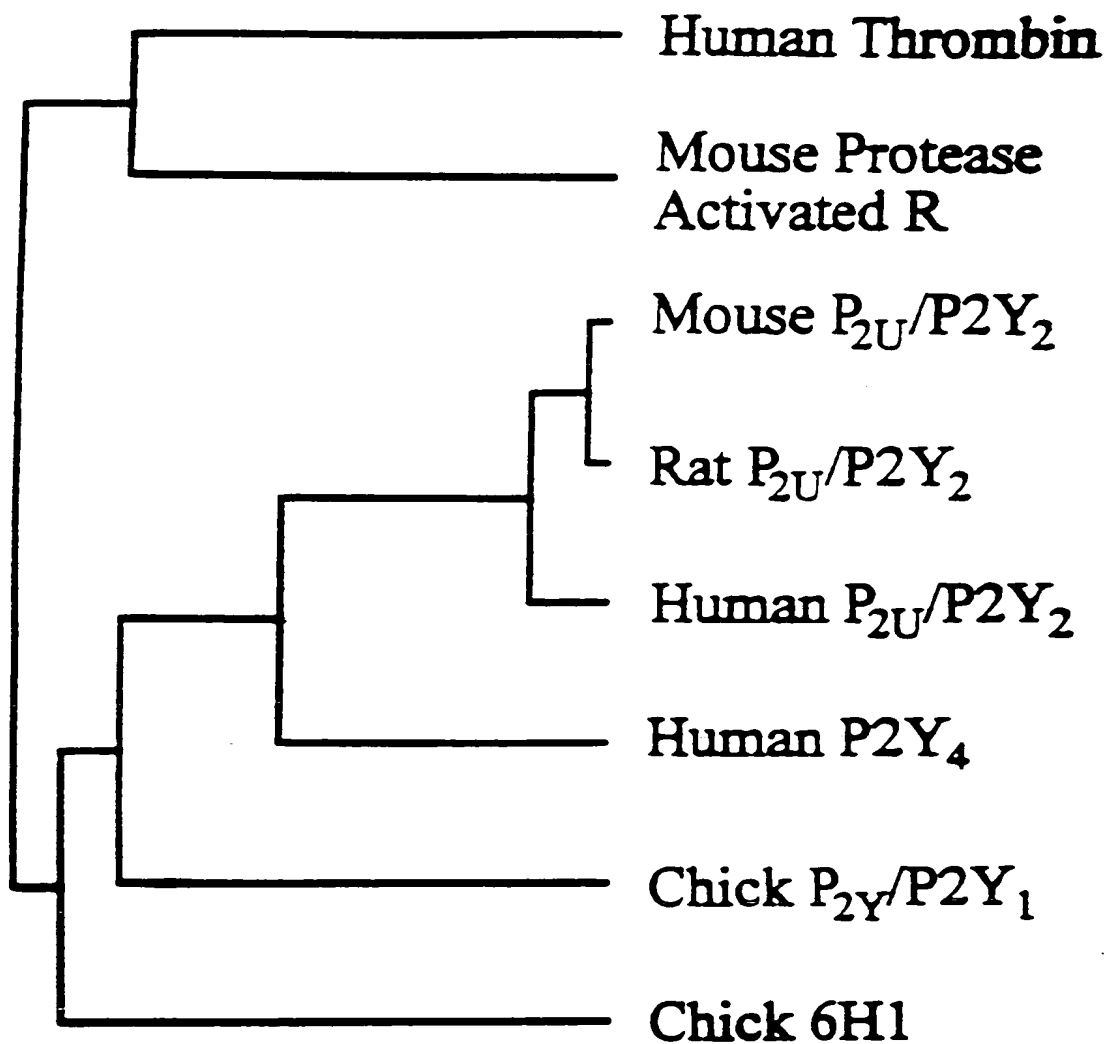 Human Thrombin
Mouse Protease
Activated R
Mouse P₂U/P2Y₂
Rat P₂U/P2Y₂
Human P₂U/P2Y₂
Human P2Y₄
Chick P₂Y/P2Y₁
Chick 6H1